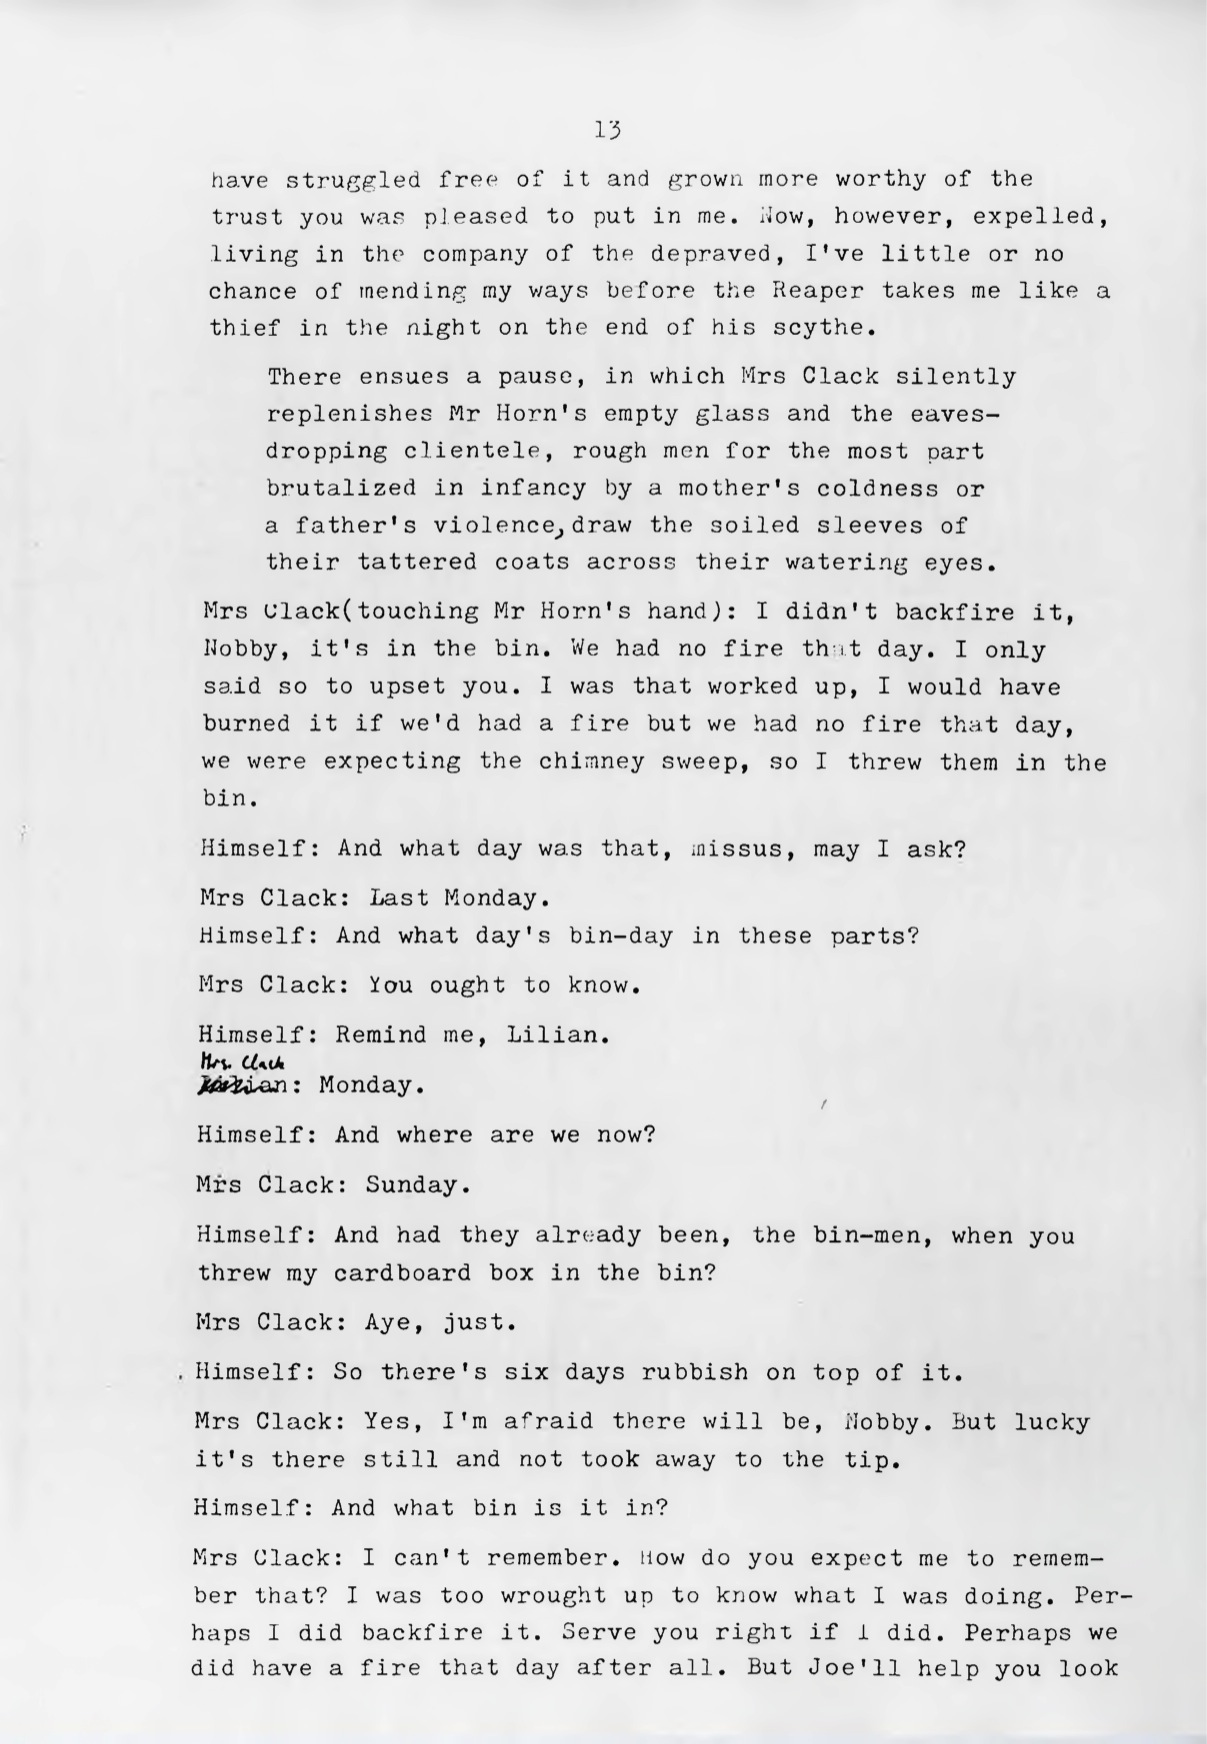 13
have struggled free of it and grown more worthy of the
trust you was pleased to put in me. Now, however, expelled,
living in the company of the depraved, I've little or no
chance of mending my ways before the Reaper takes me like a
thief in the night on the end of his scythe.
There ensues a pause, in which Mrs Clack silently
replenishes Mr Horn's empty glass and the eaves-
dropping clientele, rough men for the most part
brutalized in infancy by a mother's coldness or
a father's violence, draw the soiled sleeves of
their tattered coats across their watering eyes.
Mrs Clack(touching Mr Horn's hand): I didn't backfire it,
Nobby, it's in the bin. We had no fire that day. I only
said so to upset you. I was that worked up, I would have
burned it if we'd had a fire but we had no fire that day,
we were expecting the chimney sweep, so I threw them in the
bin.
Himself: And what day was that, missus, may I ask?
Mrs Clack: Last Monday.
Himself: And what day's bin-day in these parts?
Mrs Clack: You ought to know.
Himself: Remind me, Lilian.
Mrs. Clack
Lilian: Monday.
Himself: And where are we now?
Mrs Clack: Sunday.
Himself: And had they already been, the bin-men, when you
threw my cardboard box in the bin?
Mrs Clack: Aye, just.
Himself: So there's six days rubbish on top of it.
Mrs Clack: Yes, I'm afraid there will be, Nobby. But lucky
it's there still and not took away to the tip.
Himself: And what bin is it in?
Mrs Clack: I can't remember. How do you expect me to remem-
ber that? I was too wrought up to know what I was doing. Per-
haps I did backfire it. Serve you right if I did. Perhaps we
did have a fire that day after all. But Joe'll help you look